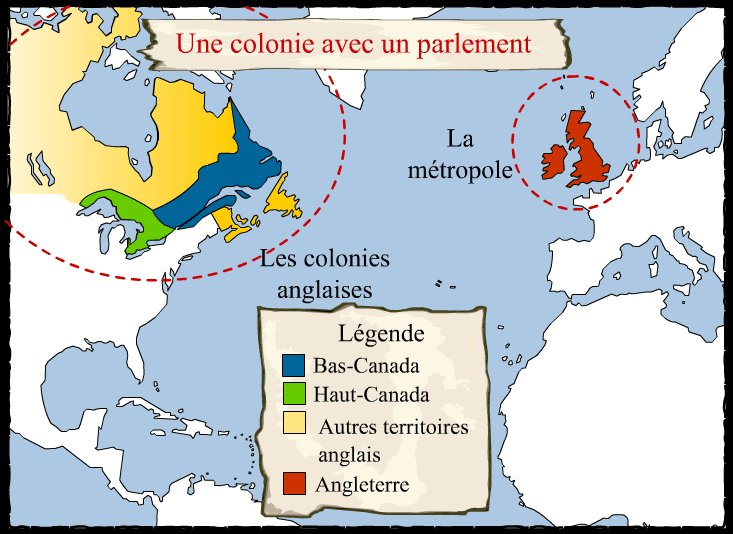 Une colonie avec un parlement
La
métropole
Les colonies
anglaises
Légende
Bas-Canada
Haut-Canada
Autres territoires
anglais
Angleterre